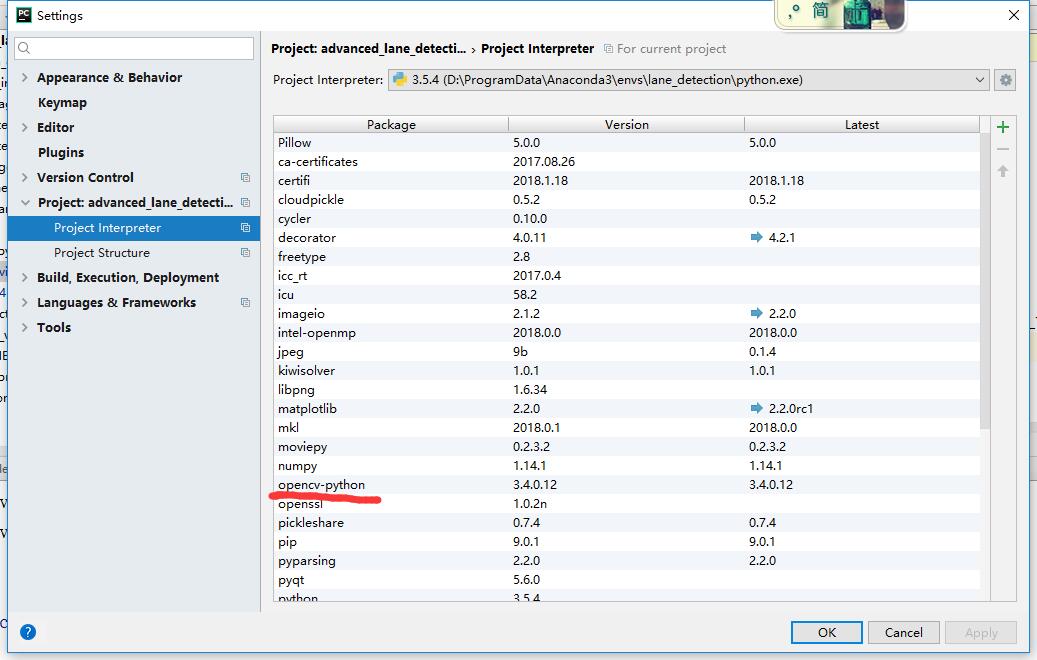 Settings
简
Project: advanced_lane_detecti... › Project Interpreter For current project
Project Interpreter: 3.5.4 (D:\ProgramData\Anaconda3\envs\lane_detection\python.exe)
Appearance & Behavior
Keymap
Editor
Plugins
Version Control
Project: advanced_lane_detecti...
Project Interpreter
Project Structure
Build, Execution, Deployment
Languages & Frameworks
Tools
Package Version Latest
Pillow 5.0.0 5.0.0
ca-certificates 2017.08.26
certifi 2018.1.18 2018.1.18
cloudpickle 0.5.2 0.5.2
cycler 0.10.0
decorator 4.0.11 4.2.1
freetype 2.8
icc_rt 2017.0.4
icu 58.2
imageio 2.1.2 2.2.0
intel-openmp 2018.0.0 2018.0.0
jpeg 9b 0.1.4
kiwisolver 1.0.1 1.0.1
libpng 1.6.34
matplotlib 2.2.0 2.2.0rc1
mkl 2018.0.1 2018.0.0
moviepy 0.2.3.2 0.2.3.2
numpy 1.14.1 1.14.1
opencv-python 3.4.0.12 3.4.0.12
openssl 1.0.2n
pickleshare 0.7.4 0.7.4
pip 9.0.1 9.0.1
pyparsing 2.2.0 2.2.0
pyqt 5.6.0
python 3.5.4
OK Cancel Apply